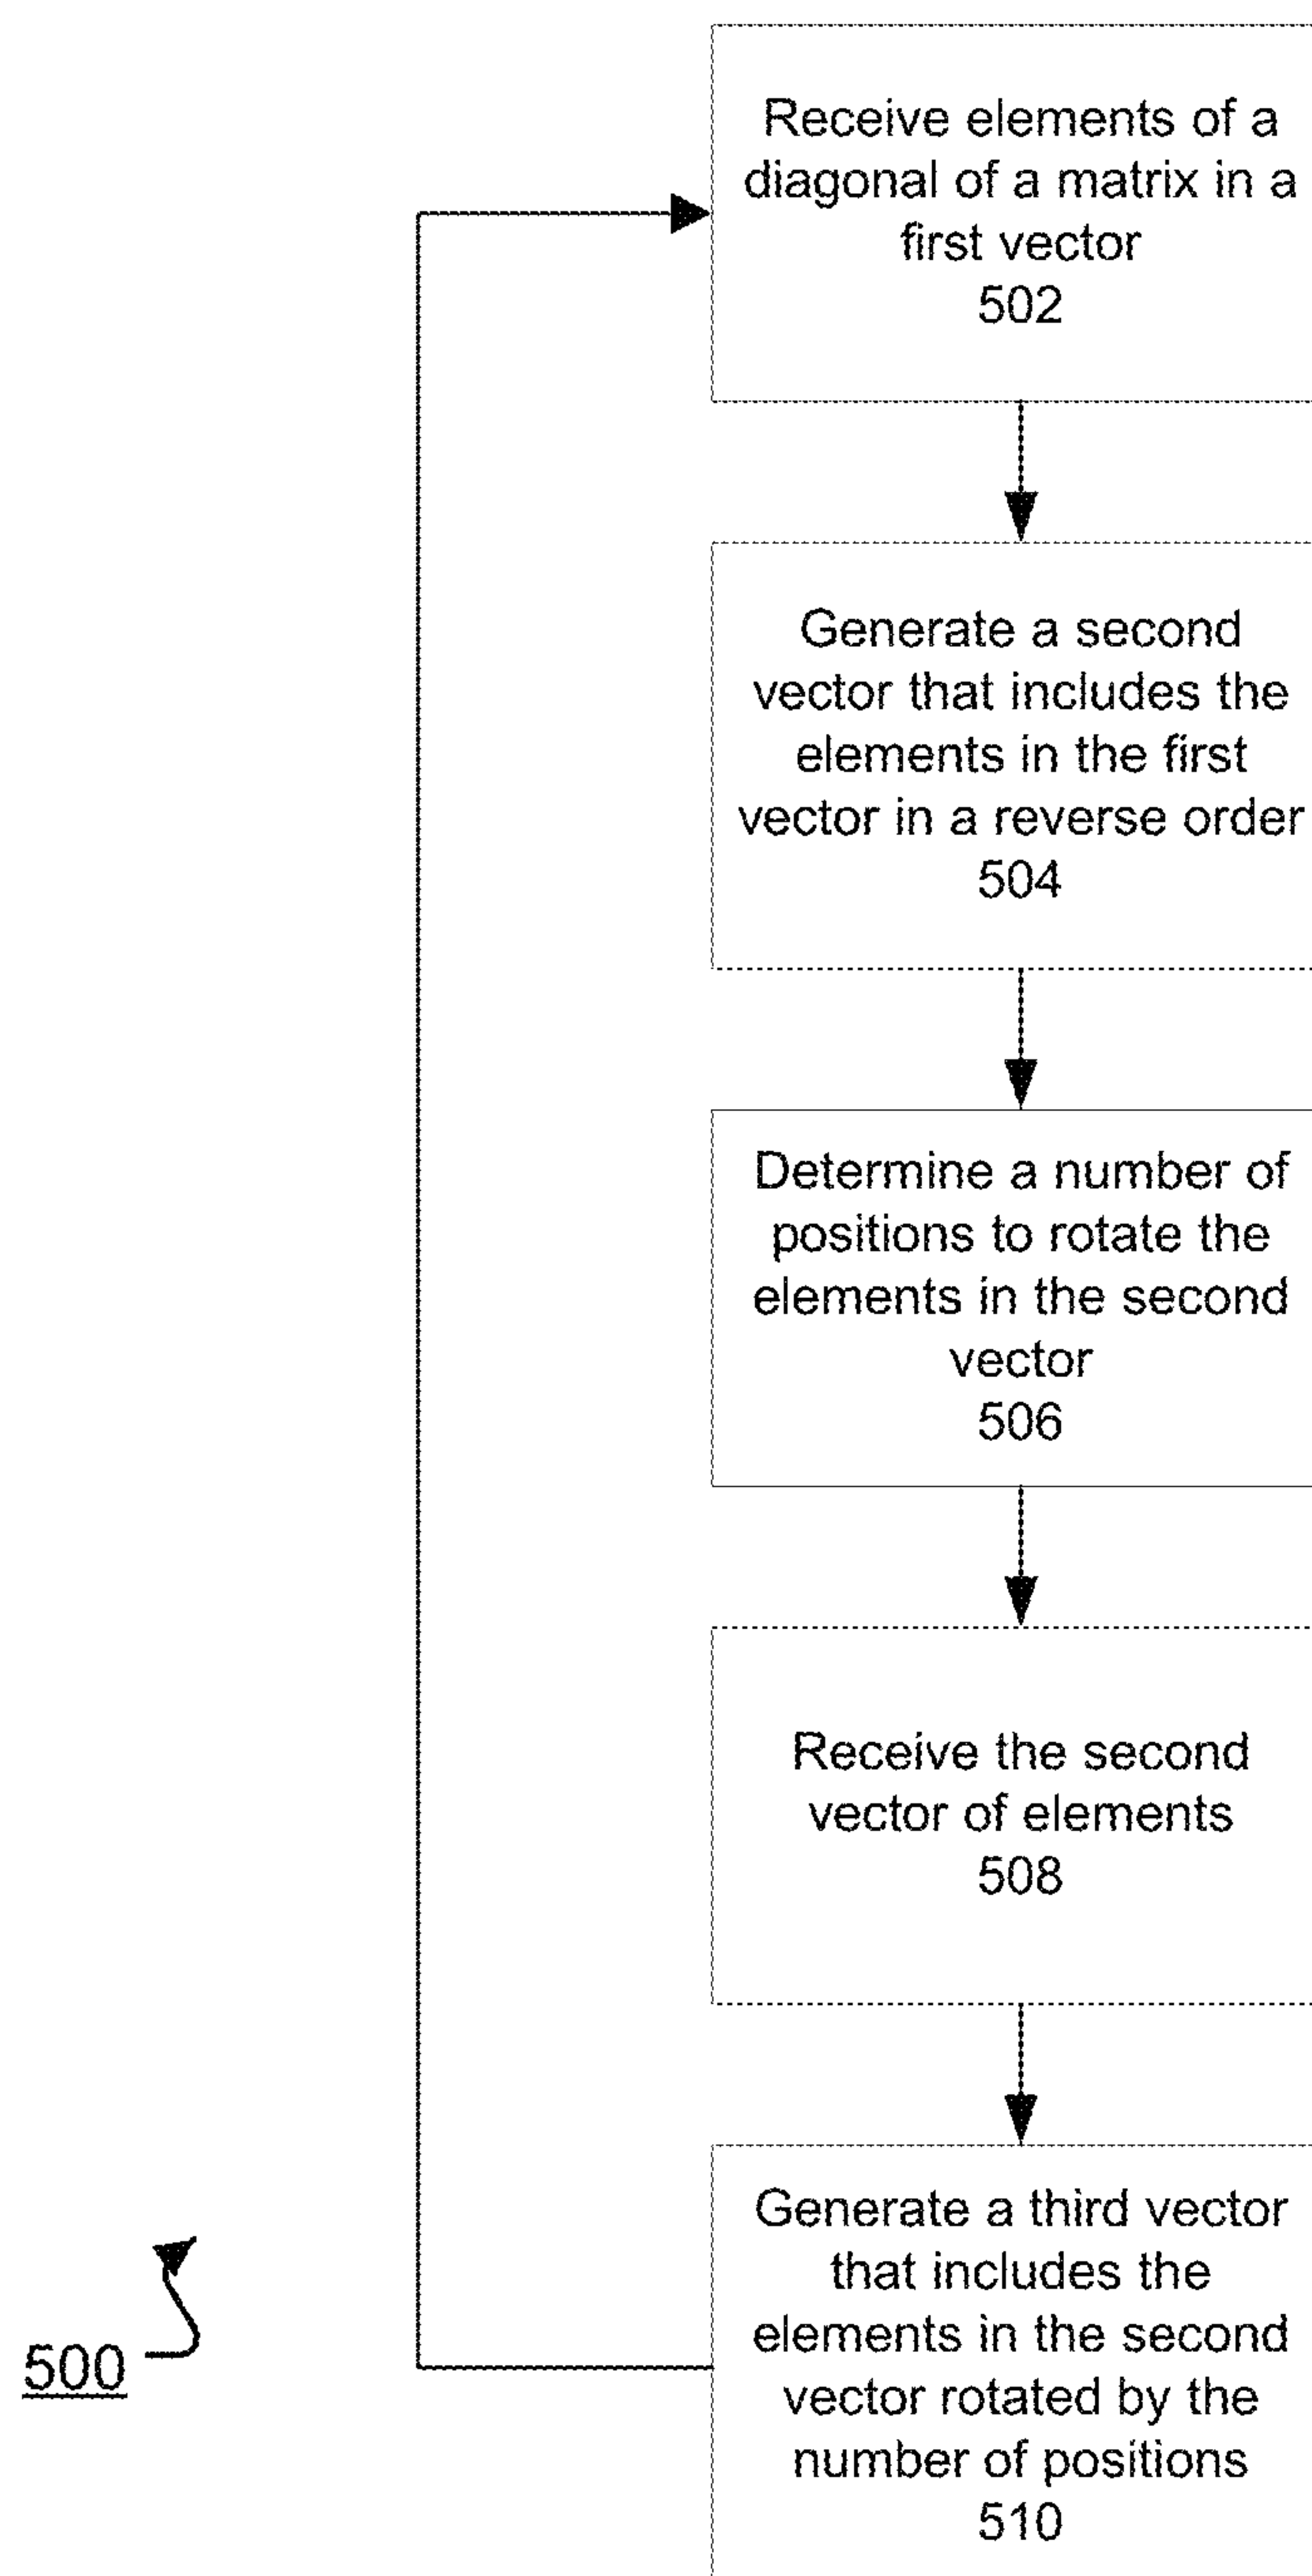 Receive elements of a
diagonal of a matrix in a
first vector
502
Generate a second
vector that includes the
elements in the first
vector in a reverse order
504
Determine a number of
positions to rotate the
elements in the second
vector
506
Receive the second
vector of elements
508
Generate a third vector
that includes the
elements in the second
vector rotated by the
number of positions
510
500